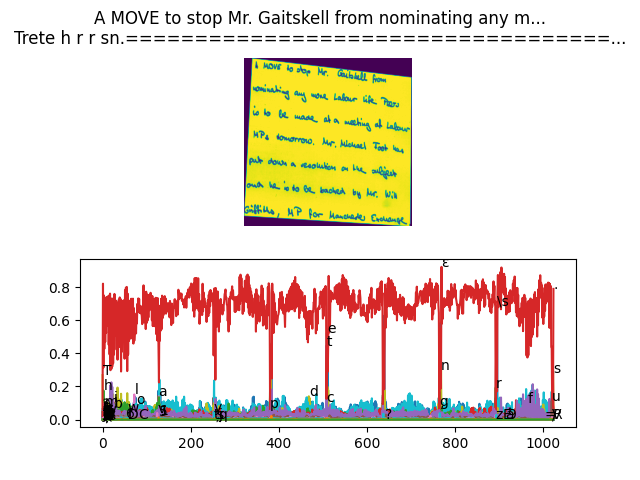 A MOVE to stop Mr. Gaitskell from nominating any m...
Trete h r r sn.===================================...
A MOVE to stop Mr. Gaitskell from
nominating any more Labour Life Peers
is to be made at a meeting of Labour
MPs tomorrow. Mr. Michael Foot has
put down a resolution on the subject
and he is to be backed by Mr. Will
Griffiths, MP for Manchester Exchange
0.8
0.6
0.4
0.2
0.0
0 200 400 600 800 1000